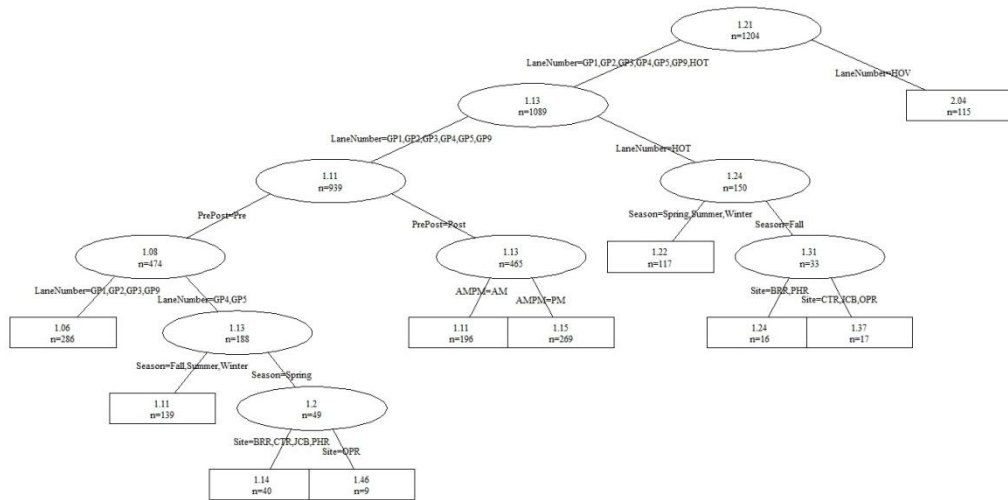 1.21
n=1204
LaneNumber=GP1,GP2,GP3,GP4,GP5,GP9,HOT
LaneNumber=HOV
1.13
n=1089
2.04
n=115
LaneNumber=GP1,GP2,GP3,GP4,GP5,GP9
LaneNumber=HOT
1.11
n=939
1.24
n=150
PrePost=Pre
PrePost=Post
Season=Spring,Summer,Winter
Season=Fall
1.08
n=474
1.13
n=465
1.22
n=117
1.31
n=33
LaneNumber=GP1,GP2,GP3,GP9
LaneNumber=GP4,GP5
AMPM=AM
AMPM=PM
Site=BRR,PHR
Site=CTR,JCB,OPR
1.06
n=286
1.13
n=188
1.11
n=196
1.15
n=269
1.24
n=16
1.37
n=17
Season=Fall,Summer,Winter
Season=Spring
1.11
n=139
1.2
n=49
Site=BRR,CTR,JCB,PHR
Site=OPR
1.14
n=40
1.46
n=9